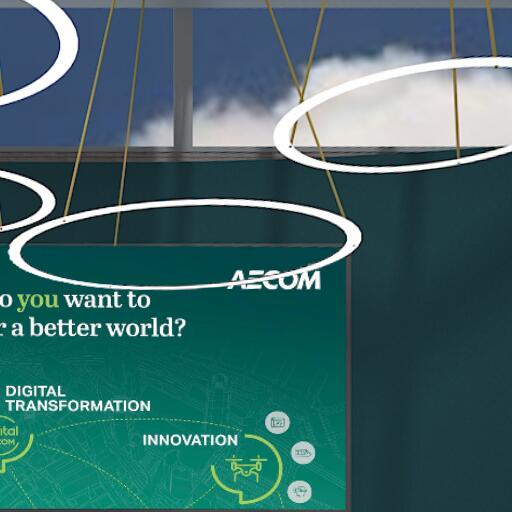 AECOM
you want to
a better world?
DIGITAL
TRANSFORMATION
INNOVATION